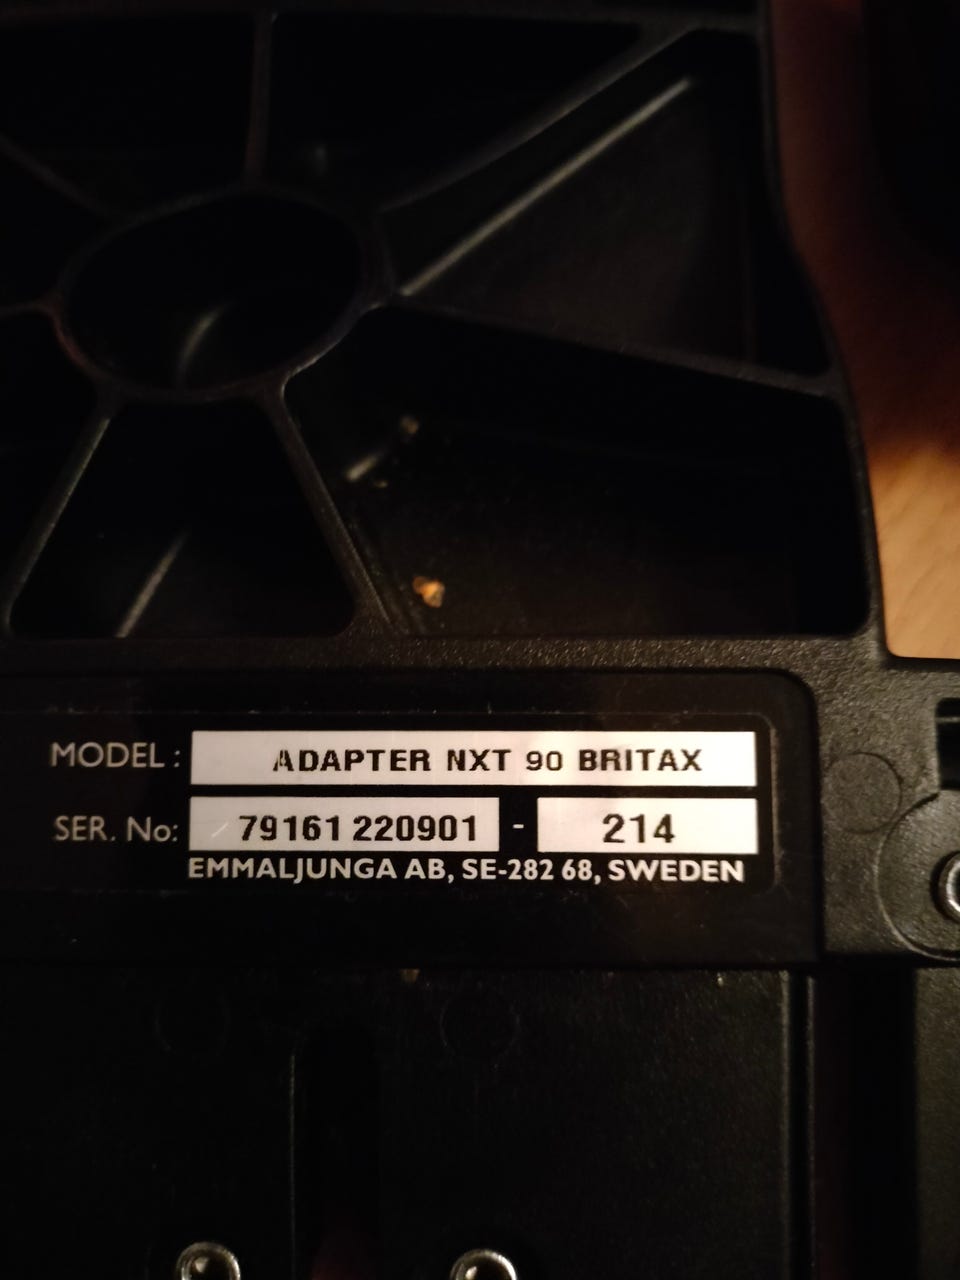 MODEL : ADAPTER NXT 90 BRITAX
SER. No: 79161 220901 - 214
EMMALJUNGA AB, SE-282 68, SWEDEN